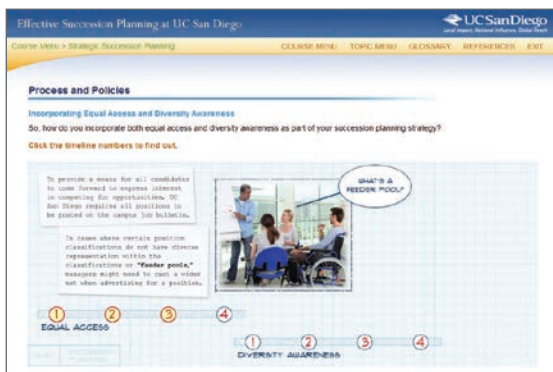 Effective Succession Planning at UC San Diego
UCSanDiego
Local Impact, National Influence, Global Reach
Course Menu > Strategic Succession Planning
COURSE MENU TOPIC MENU GLOSSARY REFERENCES EXIT
Process and Policies
Incorporating Equal Access and Diversity Awareness
So, how do you incorporate both equal access and diversity awareness as part of your succession planning strategy?
Click the timeline numbers to find out.
To provide a means for all candidates
to come forward to express interest
in competing for opportunities, UC
San Diego requires all positions to
be posted on the campus job bulletin.
WHAT'S A
FEEDER POOL?
In cases where certain position
classifications do not have diverse
representation within the
classifications or "feeder pools,"
managers might need to cast a wider
net when advertising for a position.
1 2 3 4
EQUAL ACCESS
1 2 3 4
DIVERSITY AWARENESS